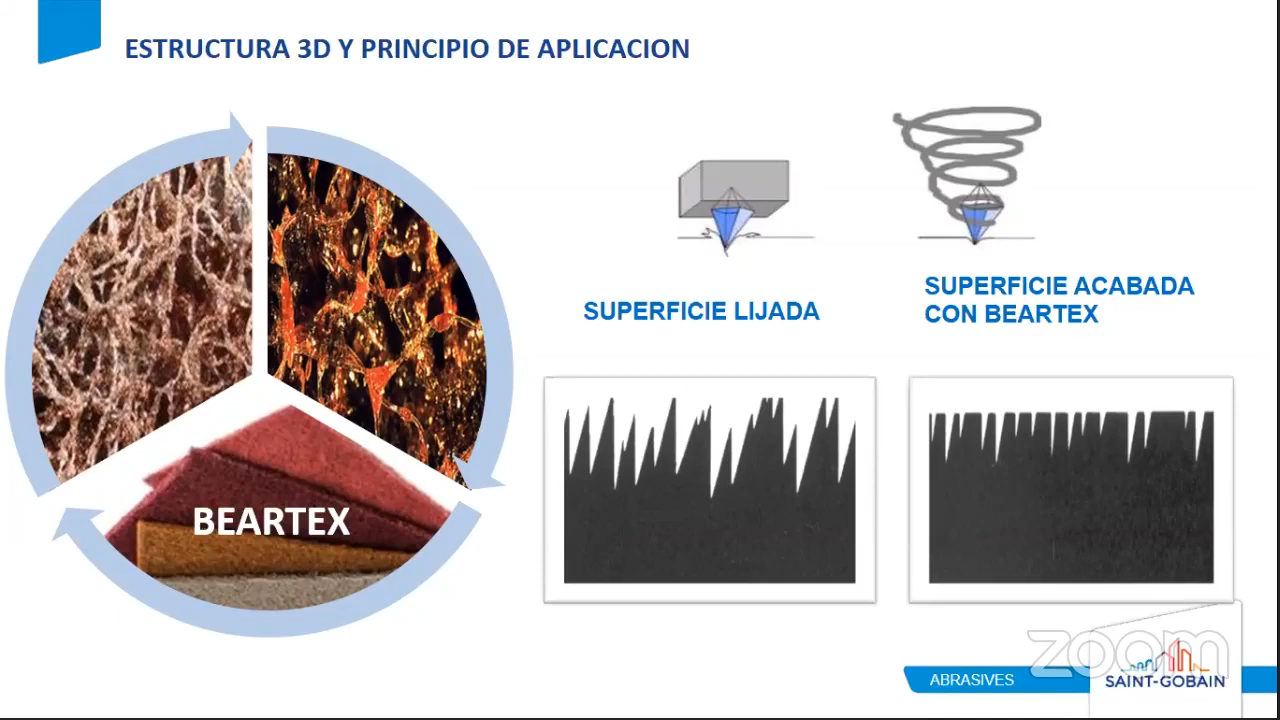 ESTRUCTURA 3D Y PRINCIPIO DE APLICACION
SUPERFICIE LIJADA
SUPERFICIE ACABADA
CON BEARTEX
BEARTEX
zoom
ABRASIVES
SAINT-GOBAIN